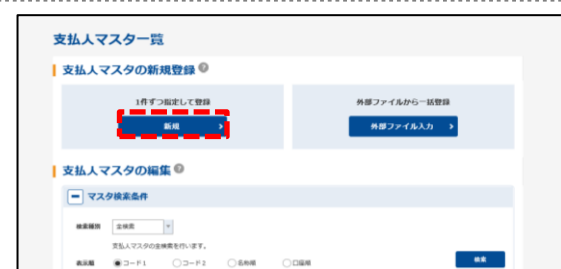 支払人マスター覧
支払人マスタの新規登録 ?
1件ずつ指定して登録
外部ファイルから一括登録
新規 >
外部ファイル入力 >
支払人マスタの編集 ?
マスタ検索条件
検索種別 全検索
支払人マスタの全検索を行います。
表示順 コード1 コード2 名称順 口座順
検索